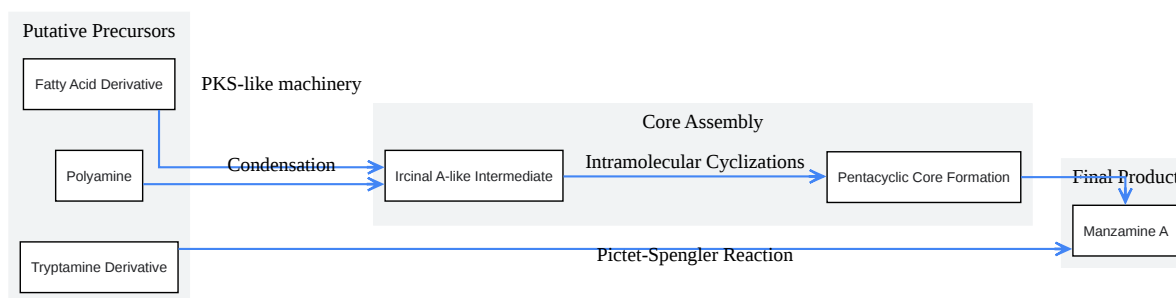 Putative Precursors
Fatty Acid Derivative
PKS-like machinery
Core Assembly
Polyamine
Condensation
Ircinal A-like Intermediate
Intramolecular Cyclizations
Pentacyclic Core Formation
Final Product
Manzamine A
Tryptamine Derivative
Pictet-Spengler Reaction